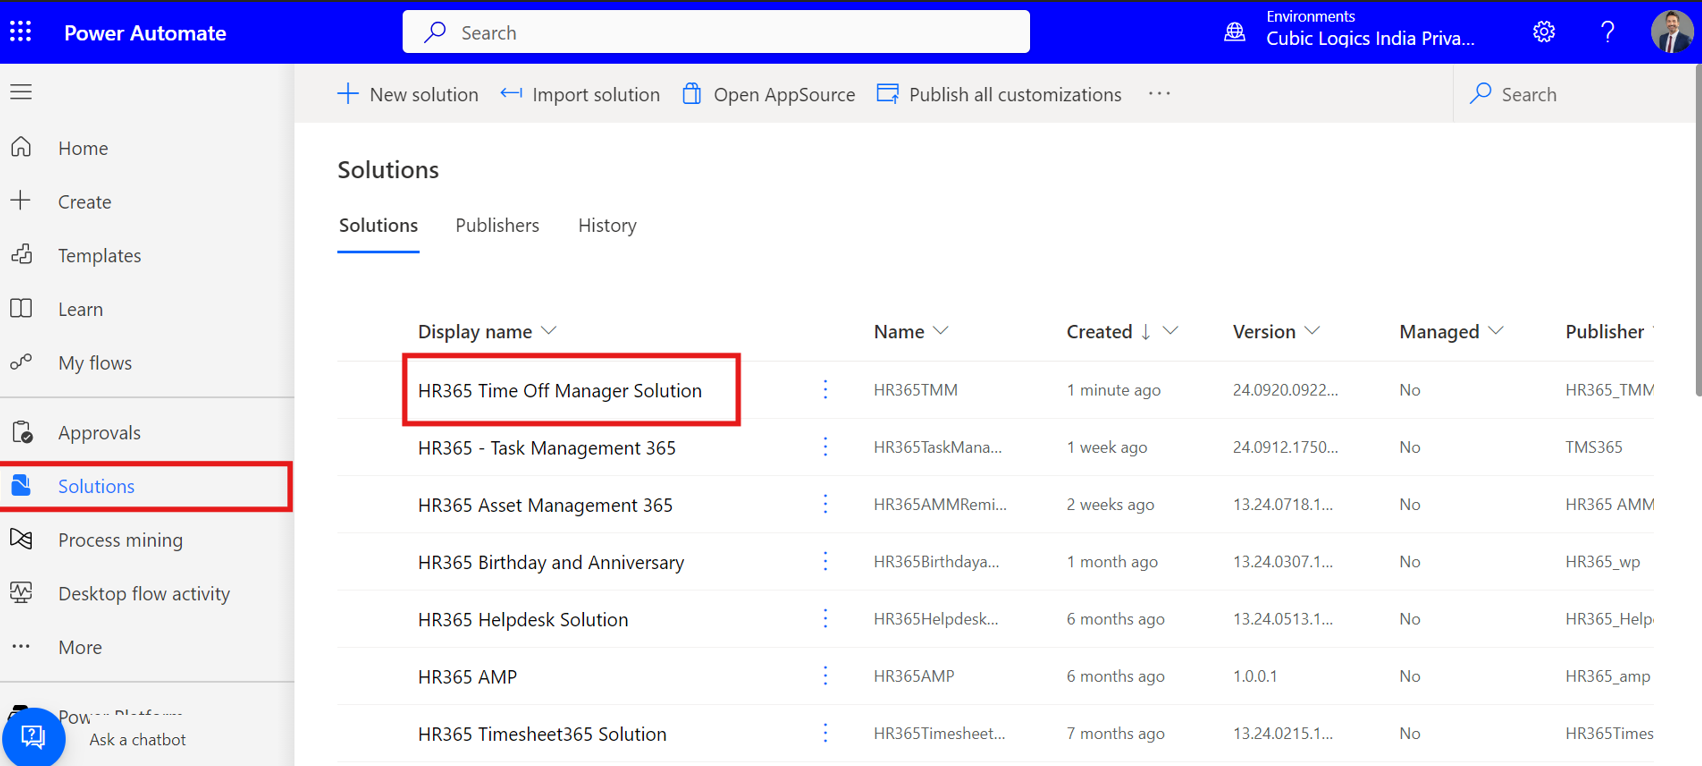 Power Automate
Search
Environments
Cubic Logics India Priva...
New solution
Import solution
Open AppSource
Publish all customizations
Search
Home
Create
Templates
Learn
My flows
Approvals
Solutions
Process mining
Desktop flow activity
More
Ask a chatbot
Solutions
Solutions Publishers History
Display name Name Created Version Managed Publisher
HR365 Time Off Manager Solution HR365TMM 1 minute ago 24.0920.0922... No HR365_TMM
HR365 - Task Management 365 HR365TaskMana... 1 week ago 24.0912.1750... No TMS365
HR365 Asset Management 365 HR365AMMRemi... 2 weeks ago 13.24.0718.1... No HR365 AMM
HR365 Birthday and Anniversary HR365Birthdaya... 1 month ago 13.24.0307.1... No HR365_wp
HR365 Helpdesk Solution HR365Helpdesk... 6 months ago 13.24.0513.1... No HR365_Help
HR365 AMP HR365AMP 6 months ago 1.0.0.1 No HR365_amp
HR365 Timesheet365 Solution HR365Timesheet... 7 months ago 13.24.0215.1... No HR365Times